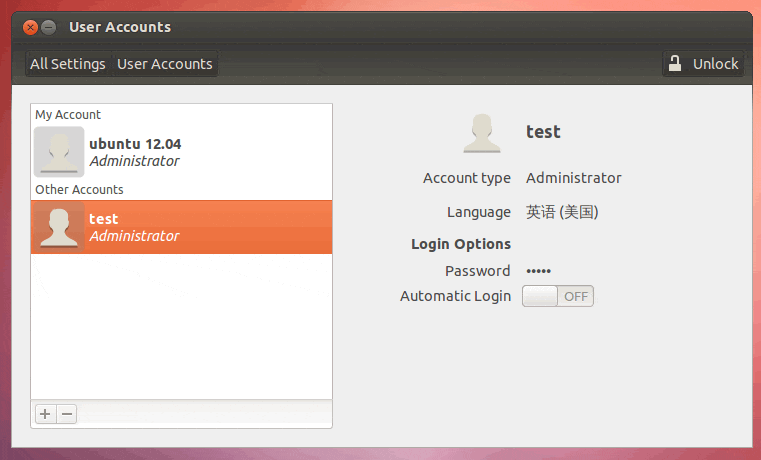 User Accounts
All Settings User Accounts Unlock
My Account
ubuntu 12.04
Administrator
Other Accounts
test
Administrator
test
Account type Administrator
Language 英语 (美国)
Login Options
Password •••••
Automatic Login OFF